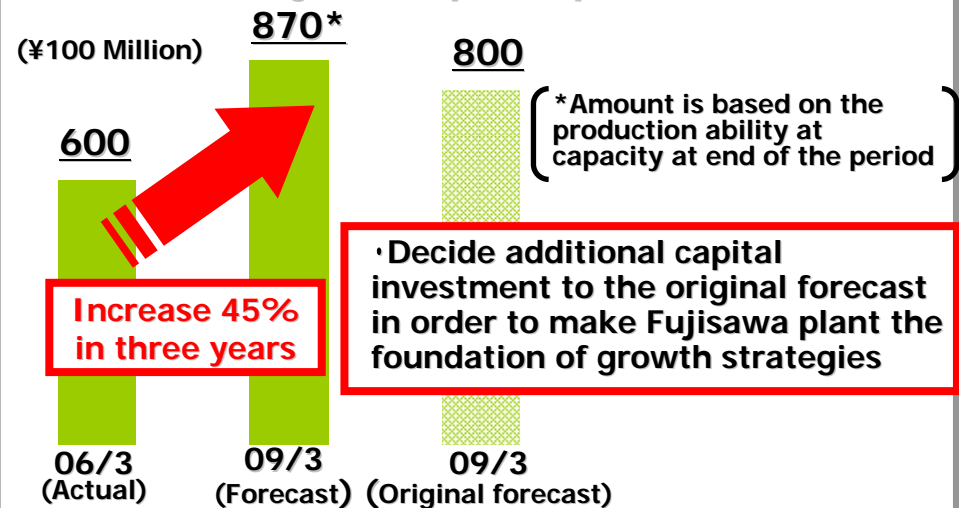 (¥100 Million)
870*
800
600
*Amount is based on the
production ability at
capacity at end of the period
·Decide additional capital
investment to the original forecast
in order to make Fujisawa plant the
foundation of growth strategies
Increase 45%
in three years
06/3
(Actual)
09/3
(Forecast)
09/3
(Original forecast)